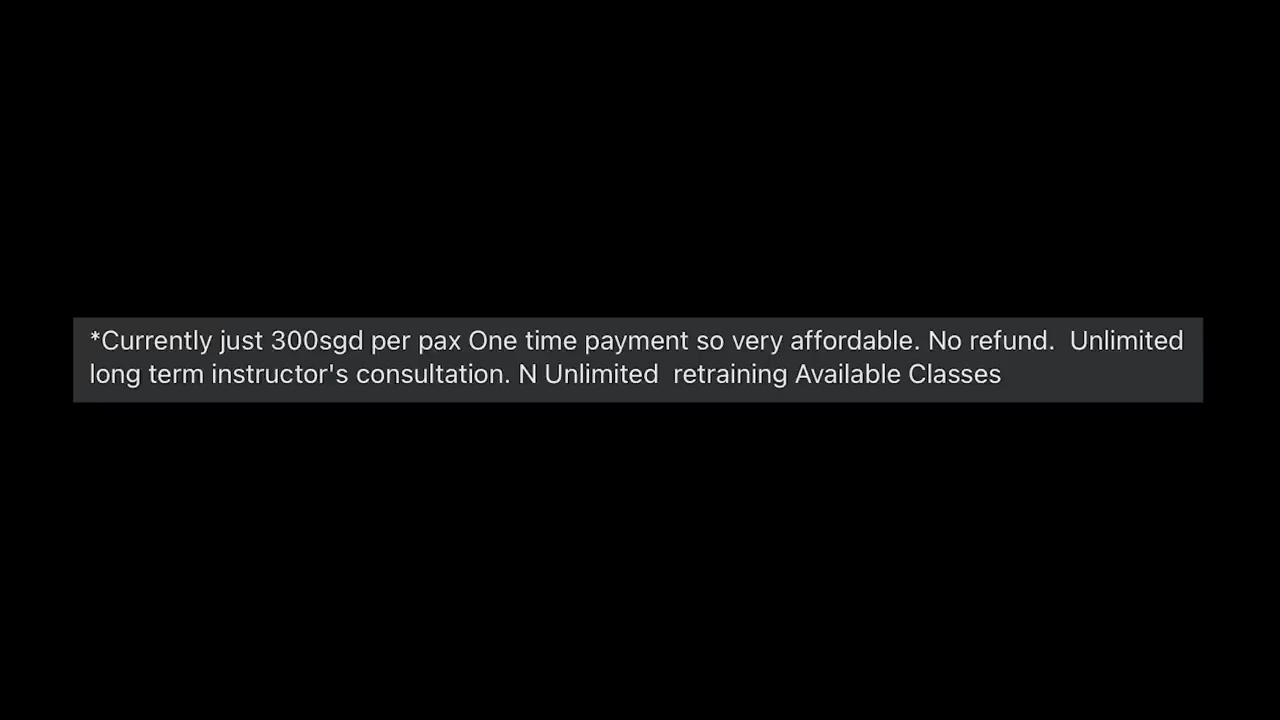 *Currently just 300sgd per pax One time payment so very affordable. No refund.  Unlimited
long term instructor's consultation. N Unlimited  retraining Available Classes